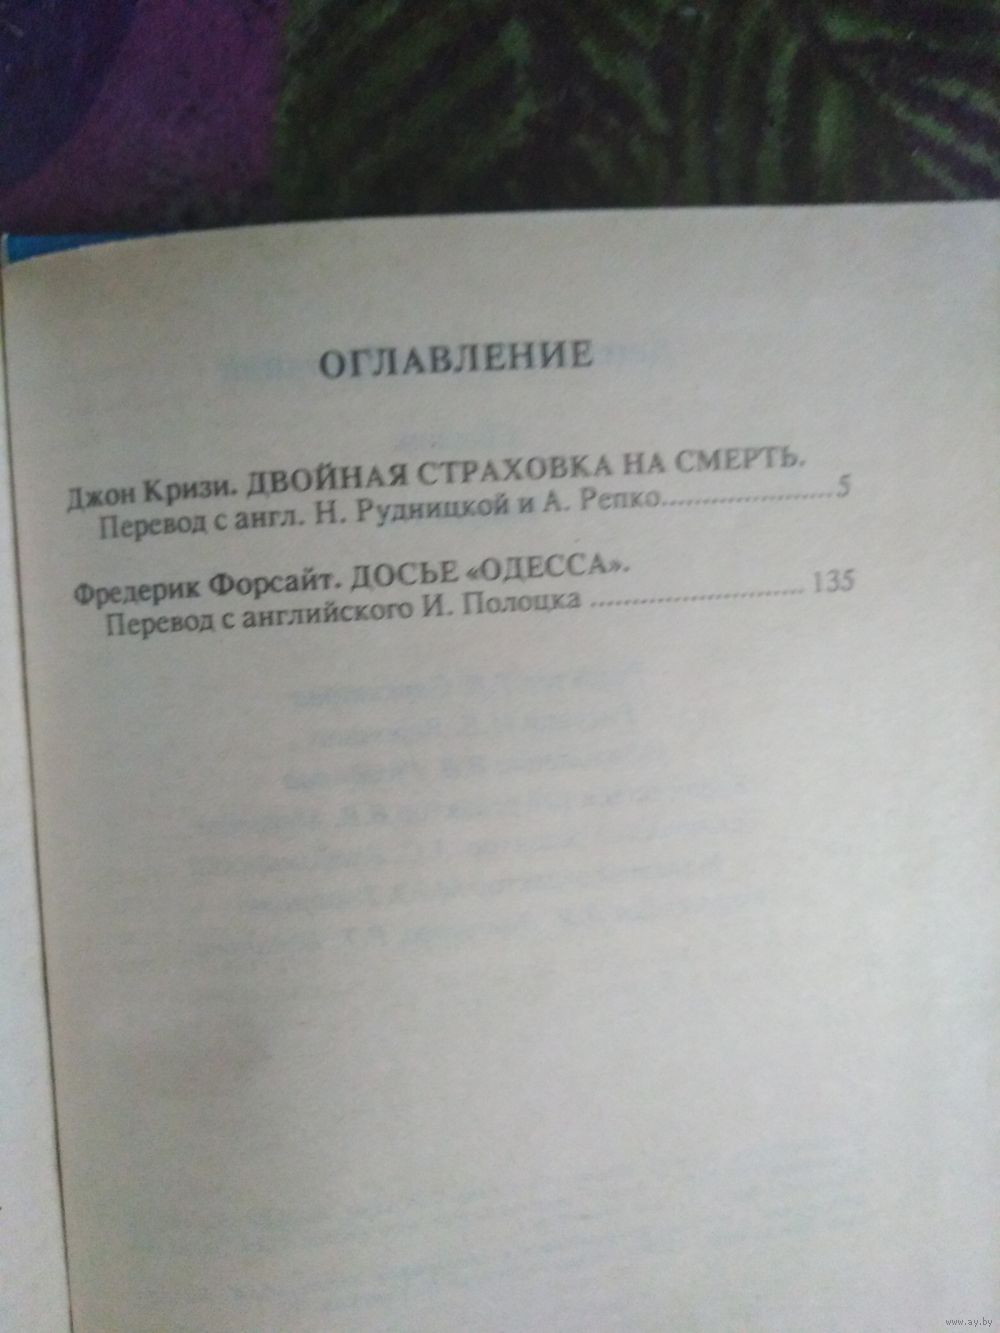 ОГЛАВЛЕНИЕ
Джон Кризи. ДВОЙНАЯ СТРАХОВКА НА СМЕРТЬ.
Перевод с англ. Н. Рудницкой и А. Репко.....................5
Фредерик Форсайт. ДОСЬЕ «ОДЕССА».
Перевод с английского И. Полоцка ........................... 135
www.ay.by